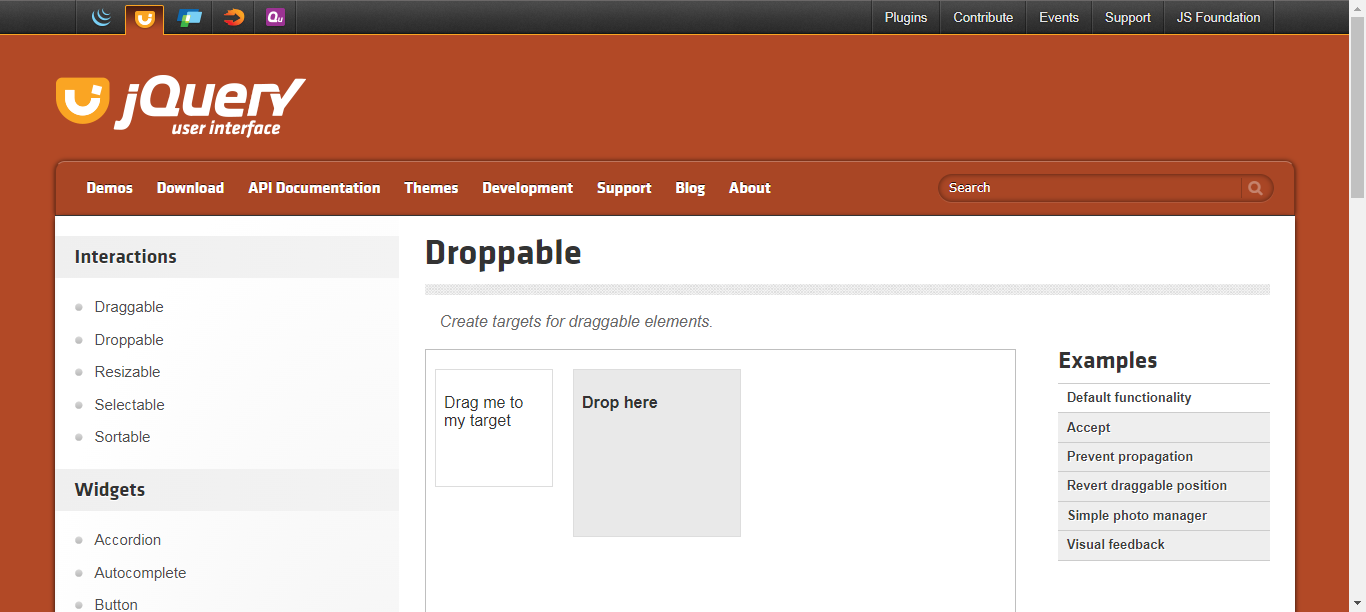 Qu
Plugins
Contribute
Events
Support
JS Foundation
jQuery
user interface
Demos
Download
API Documentation
Themes
Development
Support
Blog
About
Search
Interactions
Draggable
Droppable
Resizable
Selectable
Sortable
Widgets
Accordion
Autocomplete
Button
Droppable
Create targets for draggable elements.
Drag me to
my target
Drop here
Examples
Default functionality
Accept
Prevent propagation
Revert draggable position
Simple photo manager
Visual feedback